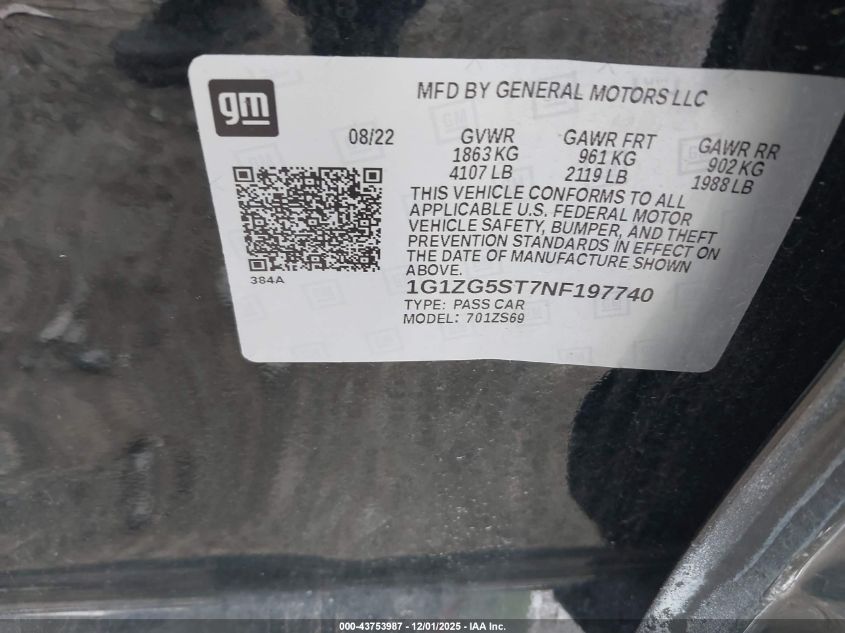 gm
MFD BY GENERAL MOTORS LLC
08/22
GVWR
1863 KG
4107 LB
GAWR FRT
961 KG
2119 LB
GAWR RR
902 KG
1988 LB
THIS VEHICLE CONFORMS TO ALL
APPLICABLE U.S. FEDERAL MOTOR
VEHICLE SAFETY, BUMPER, AND THEFT
PREVENTION STANDARDS IN EFFECT ON
THE DATE OF MANUFACTURE SHOWN
ABOVE.
384A
1G1ZG5ST7NF197740
TYPE: PASS CAR
MODEL: 701ZS69
000-43753987 - 12/01/2025 - IAA Inc.